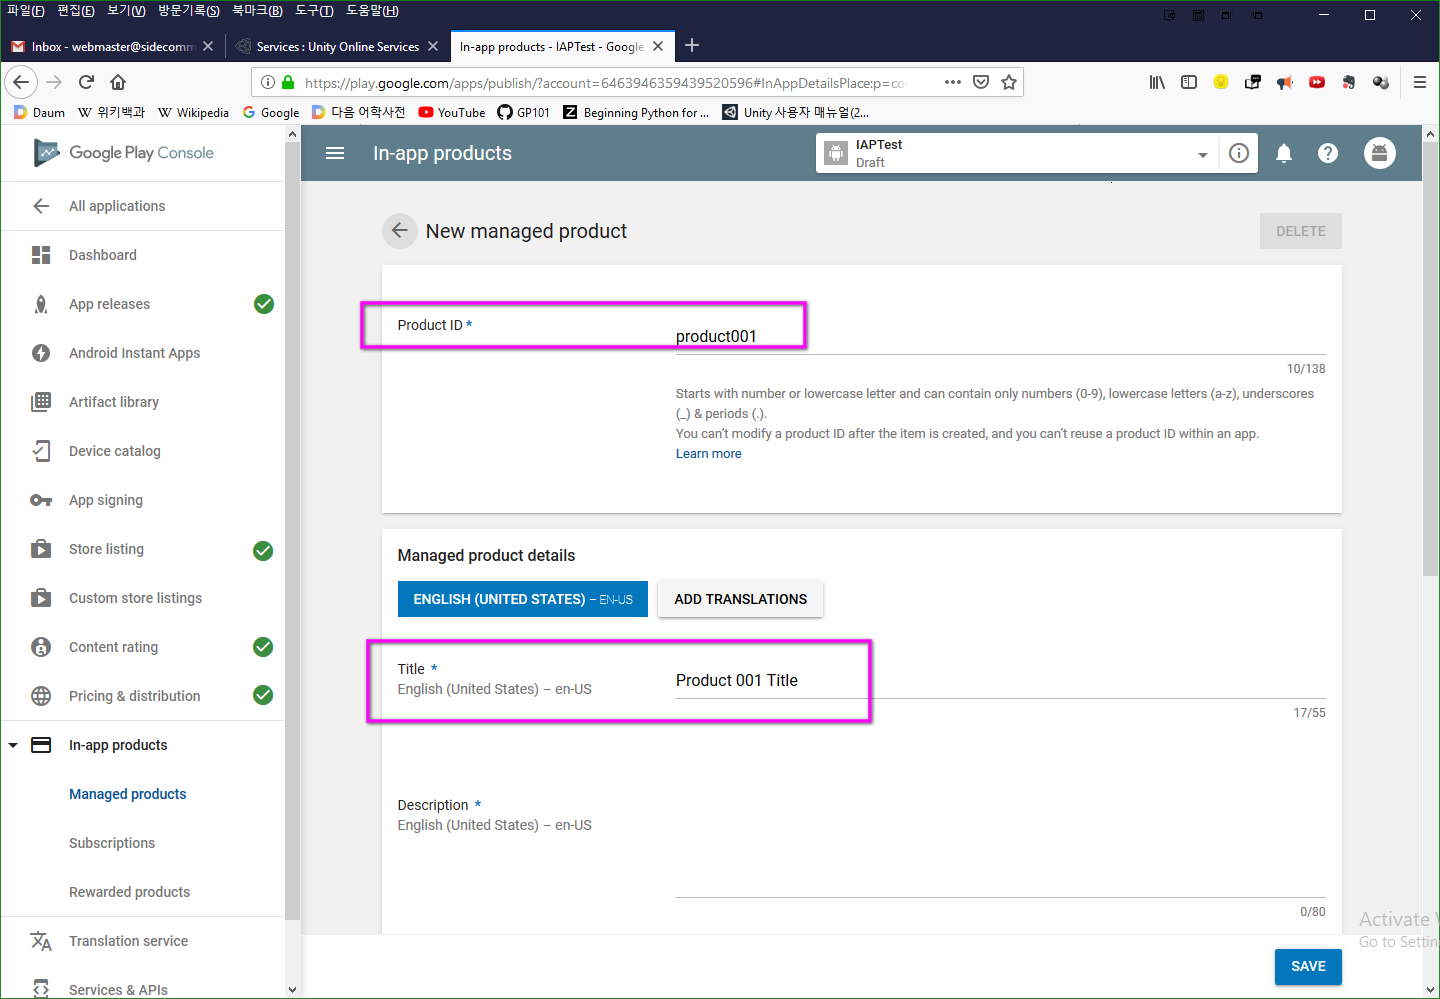 파일(F) 편집(E) 보기(V) 방문기록(S) 북마크(B) 도구(T) 도움말(H)
Inbox - webmaster@sidecomm
Services : Unity Online Services
In-app products - IAPTest - Google
https://play.google.com/apps/publish/?account=6463946359439520596#InAppDetailsPlace:p=co
Daum
위키백과
Wikipedia
Google
다음 어학사전
YouTube
GP101
Beginning Python for ...
Unity 사용자 매뉴얼(2...
Google Play Console
In-app products
IAPTest
Draft
All applications
Dashboard
App releases
Android Instant Apps
Artifact library
Device catalog
App signing
Store listing
Custom store listings
Content rating
Pricing & distribution
In-app products
Managed products
Subscriptions
Rewarded products
Translation service
Services & APIs
New managed product
DELETE
Product ID *
product001
10/138
Starts with number or lowercase letter and can contain only numbers (0-9), lowercase letters (a-z), underscores
(_) & periods (.).
You can't modify a product ID after the item is created, and you can't reuse a product ID within an app.
Learn more
Managed product details
ENGLISH (UNITED STATES) – EN-US
ADD TRANSLATIONS
Title *
English (United States) – en-US
Product 001 Title
17/55
Description *
English (United States) – en-US
0/80
Activate
Go to Settin
SAVE